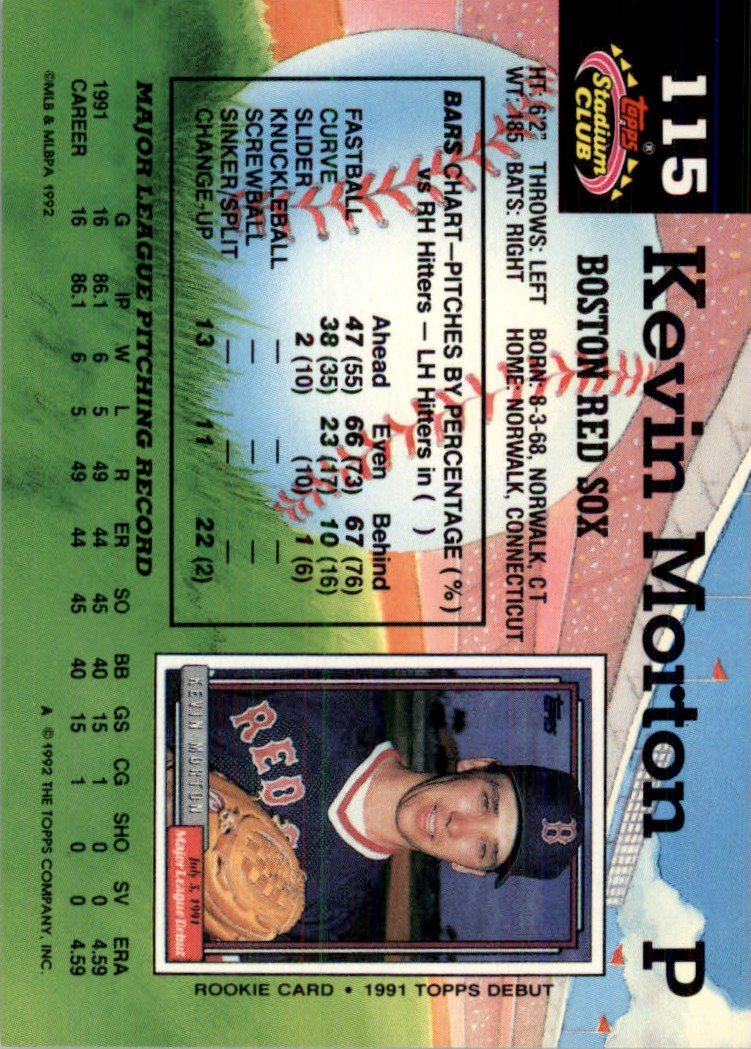 115
Kevin Morton P
TOPPS®
Stadium
CLUB
BOSTON RED SOX
HT: 6'2" THROWS: LEFT BORN: 8-3-68, NORWALK, CT
WT: 185 BATS: RIGHT HOME: NORWALK, CONNECTICUT
BARS CHART—PITCHES BY PERCENTAGE (%)
vs RH Hitters – LH Hitters in ( )
Ahead Even Behind
FASTBALL 47 (55) 66 (73) 67 (76)
CURVE 38 (35) 23 (17) 10 (16)
SLIDER 2 (10) (10) 1 (6)
KNUCKLEBALL — — —
SCREWBALL — — —
SINKER/SPLIT — — —
CHANGE-UP 13 11 22 (2)
topps
B
RED
KEVIN MORTON
July 5, 1991
Major League Debut
ROOKIE CARD • 1991 TOPPS DEBUT
MAJOR LEAGUE PITCHING RECORD
G IP W L R ER SO BB GS CG SHO SV ERA
1991 16 86.1 6 5 49 44 45 40 15 1 0 0 4.59
CAREER 16 86.1 6 5 49 44 45 40 15 1 0 0 4.59
©MLB & MLBPA 1992
A ©1992 THE TOPPS COMPANY, INC.